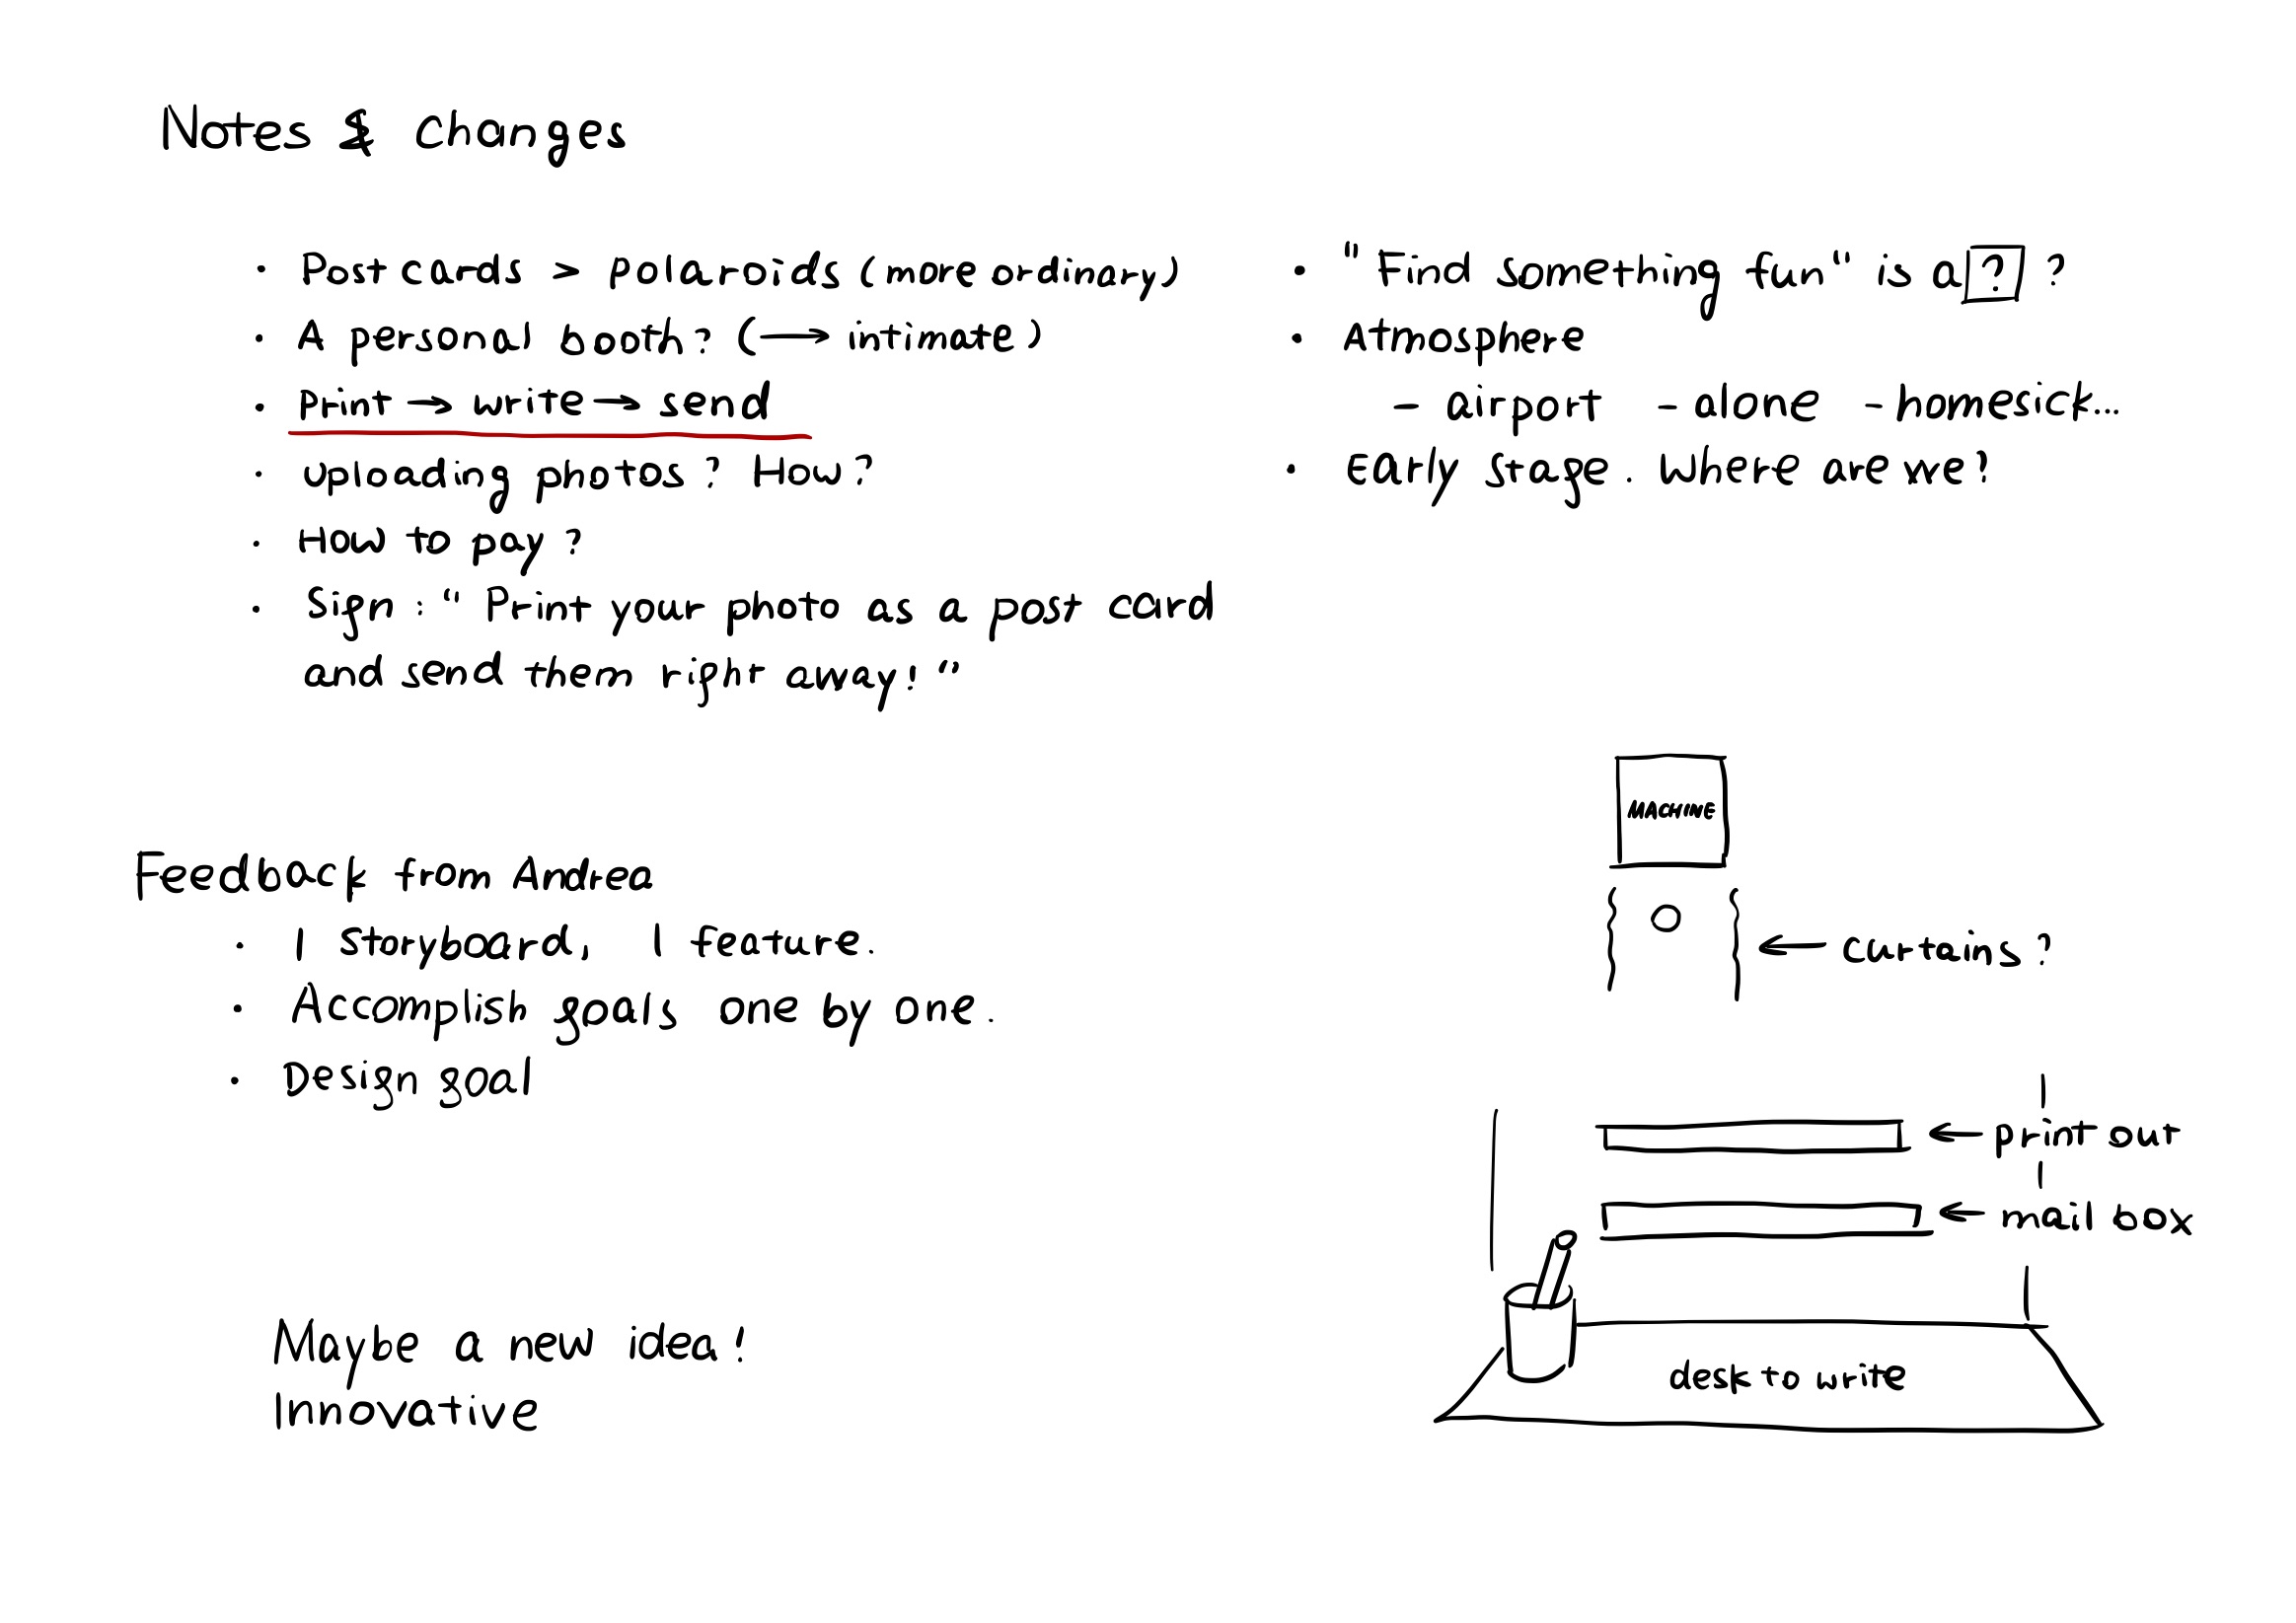 Notes & changes
• Post cards > polaroids (more ordinary)
• A personal booth? (⟶ intimate)
• Print → write → send
• uploading photos? How?
• How to pay?
• Sign: "Print your photo as a post card
and send them right away!"
• "Find something fun" is a ? ?
• Atmosphere
- airport - alone - homesick...
• Early stage. Where are we?
Feedback from Andrea
• 1 storyboard, 1 feature.
• Accomplish goals one by one.
• Design goal
Maybe a new idea!
Innovative
MACHINE
← curtains?
← print out
← mail box
desk to write